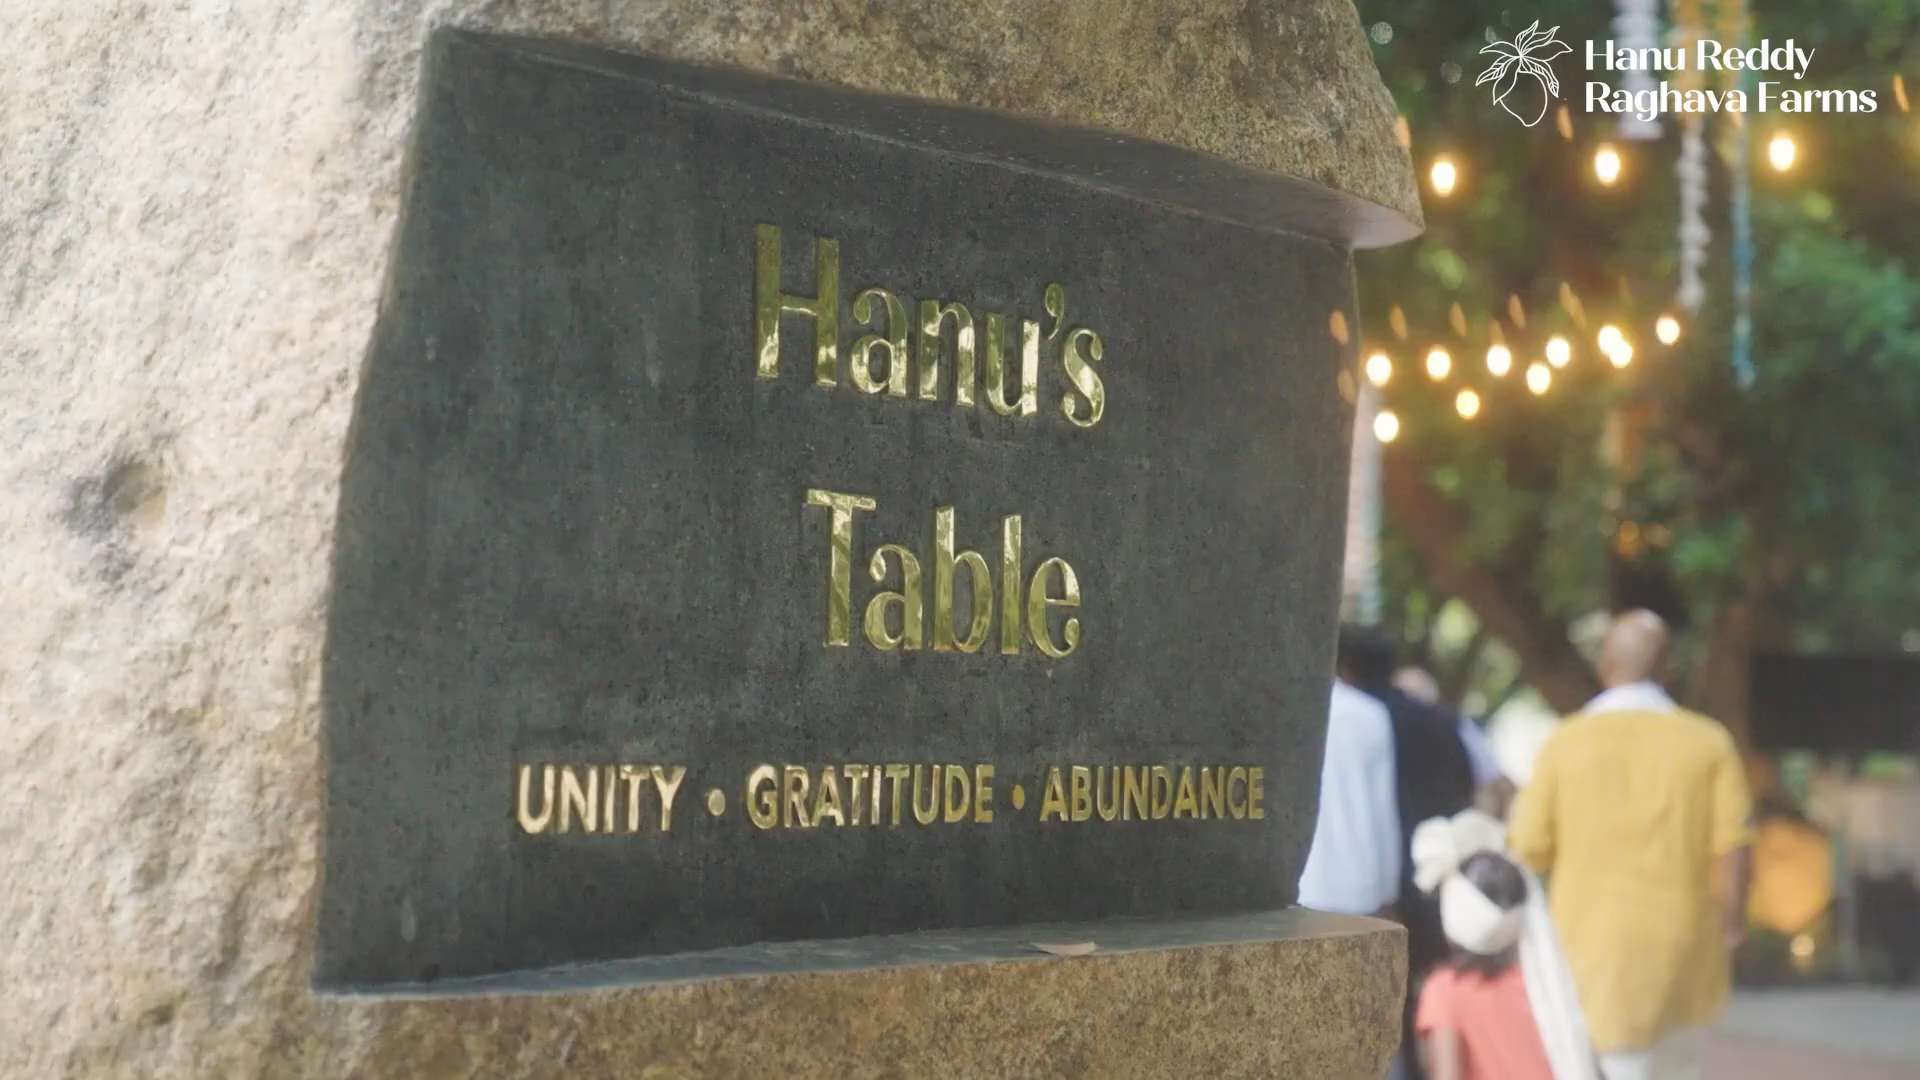 Hanu Reddy
Raghava Farms
Hanu's
Table
UNITY • GRATITUDE • ABUNDANCE